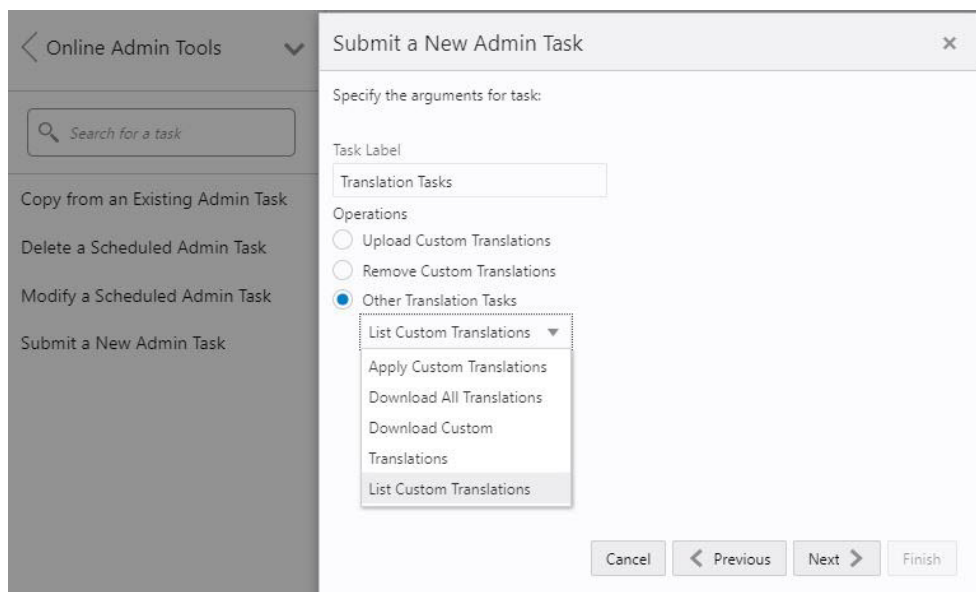 Online Admin Tools
Search for a task
Copy from an Existing Admin Task
Delete a Scheduled Admin Task
Modify a Scheduled Admin Task
Submit a New Admin Task
Submit a New Admin Task
Specify the arguments for task:
Task Label
Translation Tasks
Operations
Upload Custom Translations
Remove Custom Translations
Other Translation Tasks
List Custom Translations
Apply Custom Translations
Download All Translations
Download Custom
Translations
List Custom Translations
Cancel Previous Next Finish